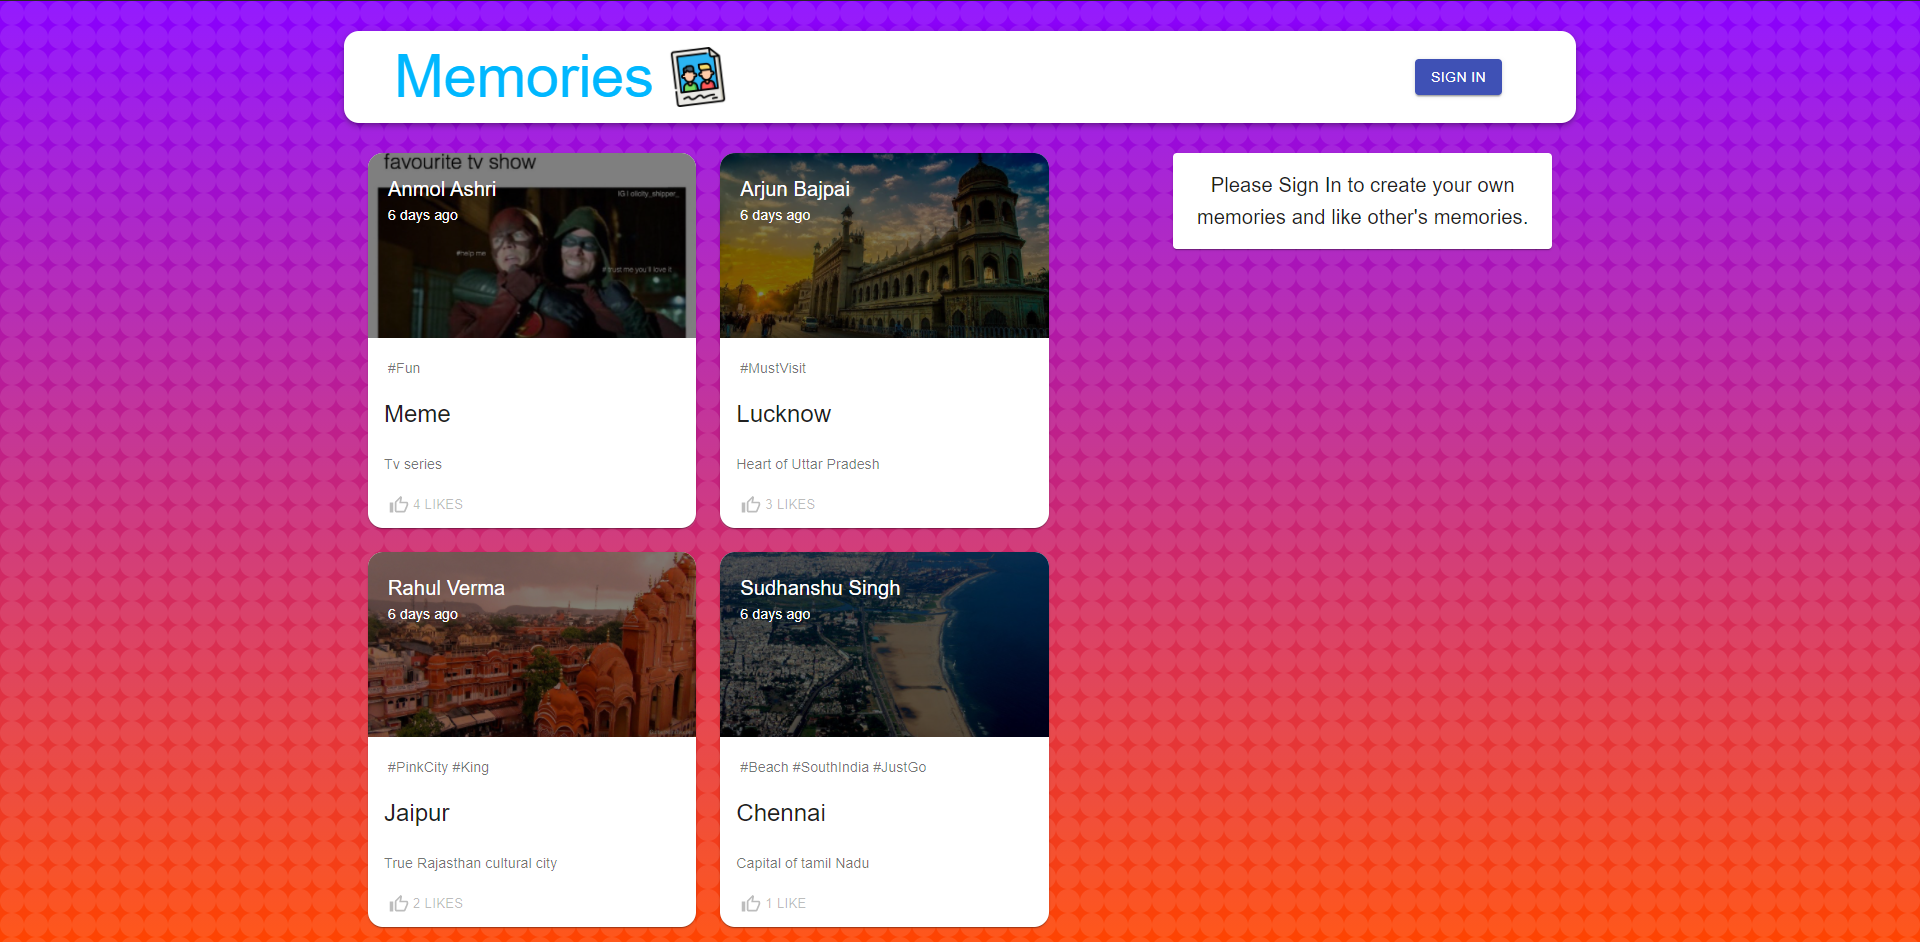 Memories
SIGN IN
favourite tv show
Anmol Ashri
IG | olicity_shipper_
6 days ago
#help me
# trust me you'll love it
#Fun
Meme
Tv series
4 LIKES
Arjun Bajpai
6 days ago
#MustVisit
Lucknow
Heart of Uttar Pradesh
3 LIKES
Please Sign In to create your own
memories and like other's memories.
Rahul Verma
6 days ago
#PinkCity #King
Jaipur
True Rajasthan cultural city
2 LIKES
Sudhanshu Singh
6 days ago
#Beach #SouthIndia #JustGo
Chennai
Capital of tamil Nadu
1 LIKE